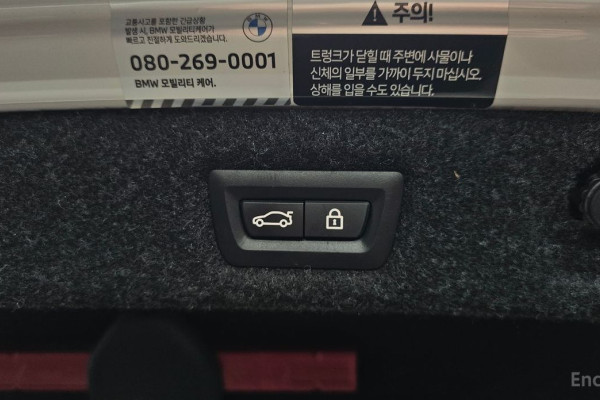 교통사고를 포함한 긴급상황
발생 시, BMW 모빌리티케어가
빠르고 친절하게 도와드리겠습니다.
080-269-0001
BMW 모빌리티 케어.
주의!
트렁크가 닫힐 때 주변에 사물이나
신체의 일부를 가까이 두지 마십시오.
상해를 입을 수도 있습니다.
Enc